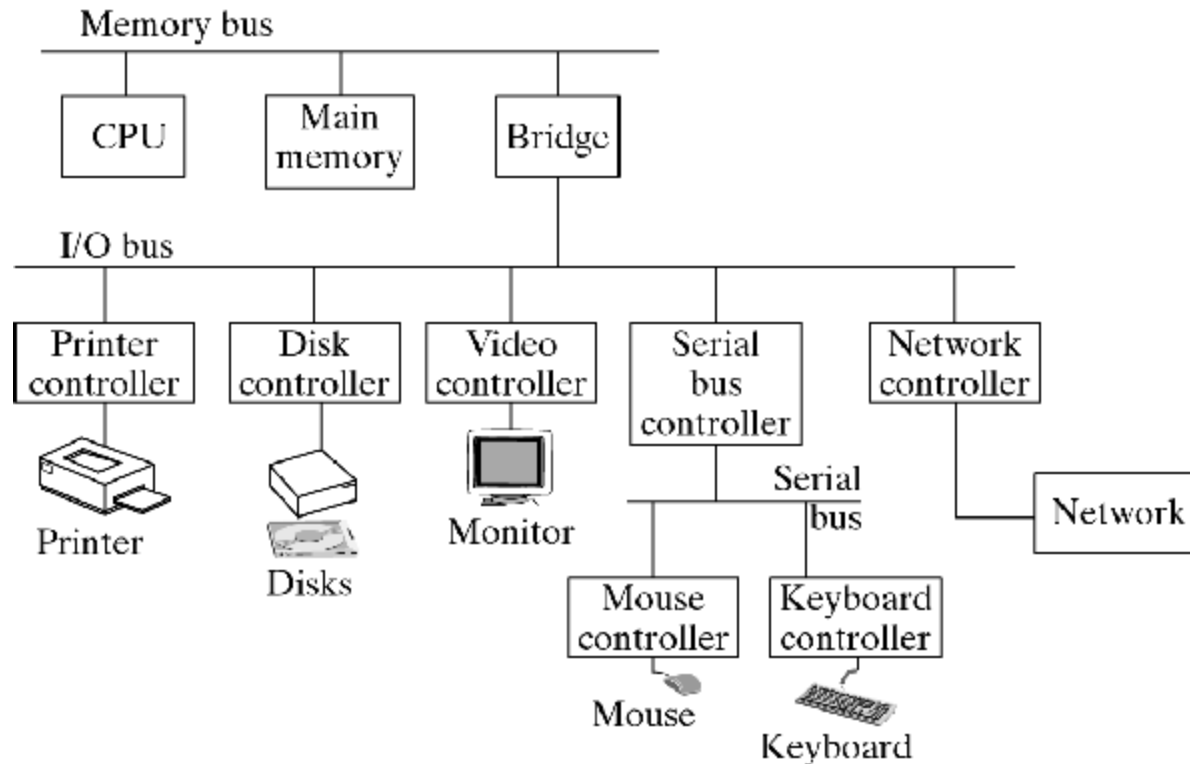 Memory bus
CPU
Main
memory
Bridge
I/O bus
Printer
controller
Disk
controller
Video
controller
Serial
bus
controller
Network
controller
Printer
Disks
Monitor
Serial
bus
Network
Mouse
controller
Keyboard
controller
Mouse
Keyboard